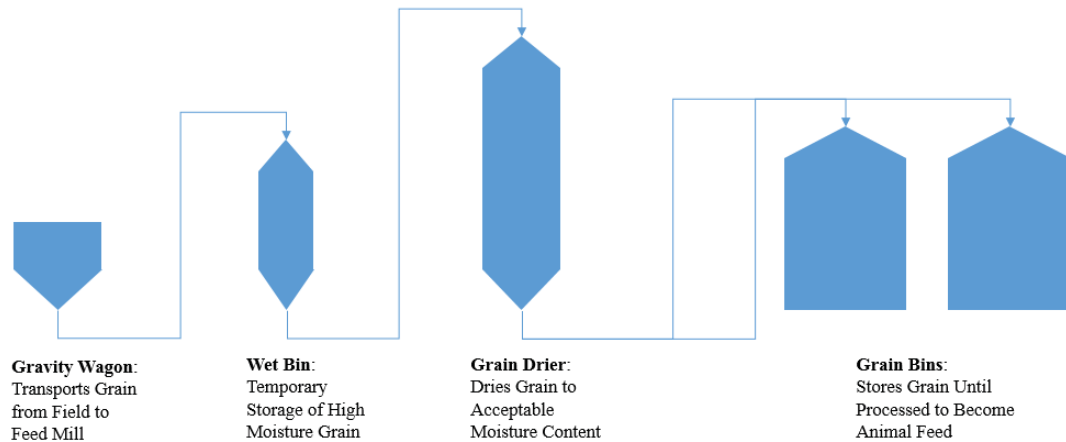 Gravity Wagon:
Transports Grain
from Field to
Feed Mill
Wet Bin:
Temporary
Storage of High
Moisture Grain
Grain Drier:
Dries Grain to
Acceptable
Moisture Content
Grain Bins:
Stores Grain Until
Processed to Become
Animal Feed